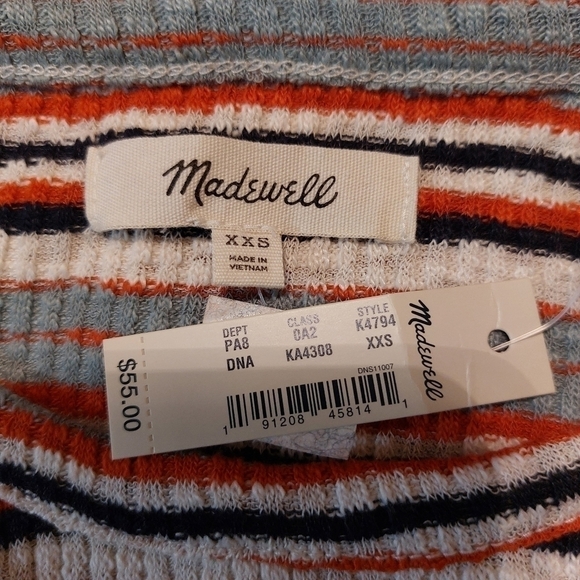 Madewell
XXS
MADE IN
VIETNAM
DEPT CLASS STYLE
PA8 0A2 K4794
DNA KA4308 XXS
DNS11007
1 91208 45814 1
$55.00
Madewell